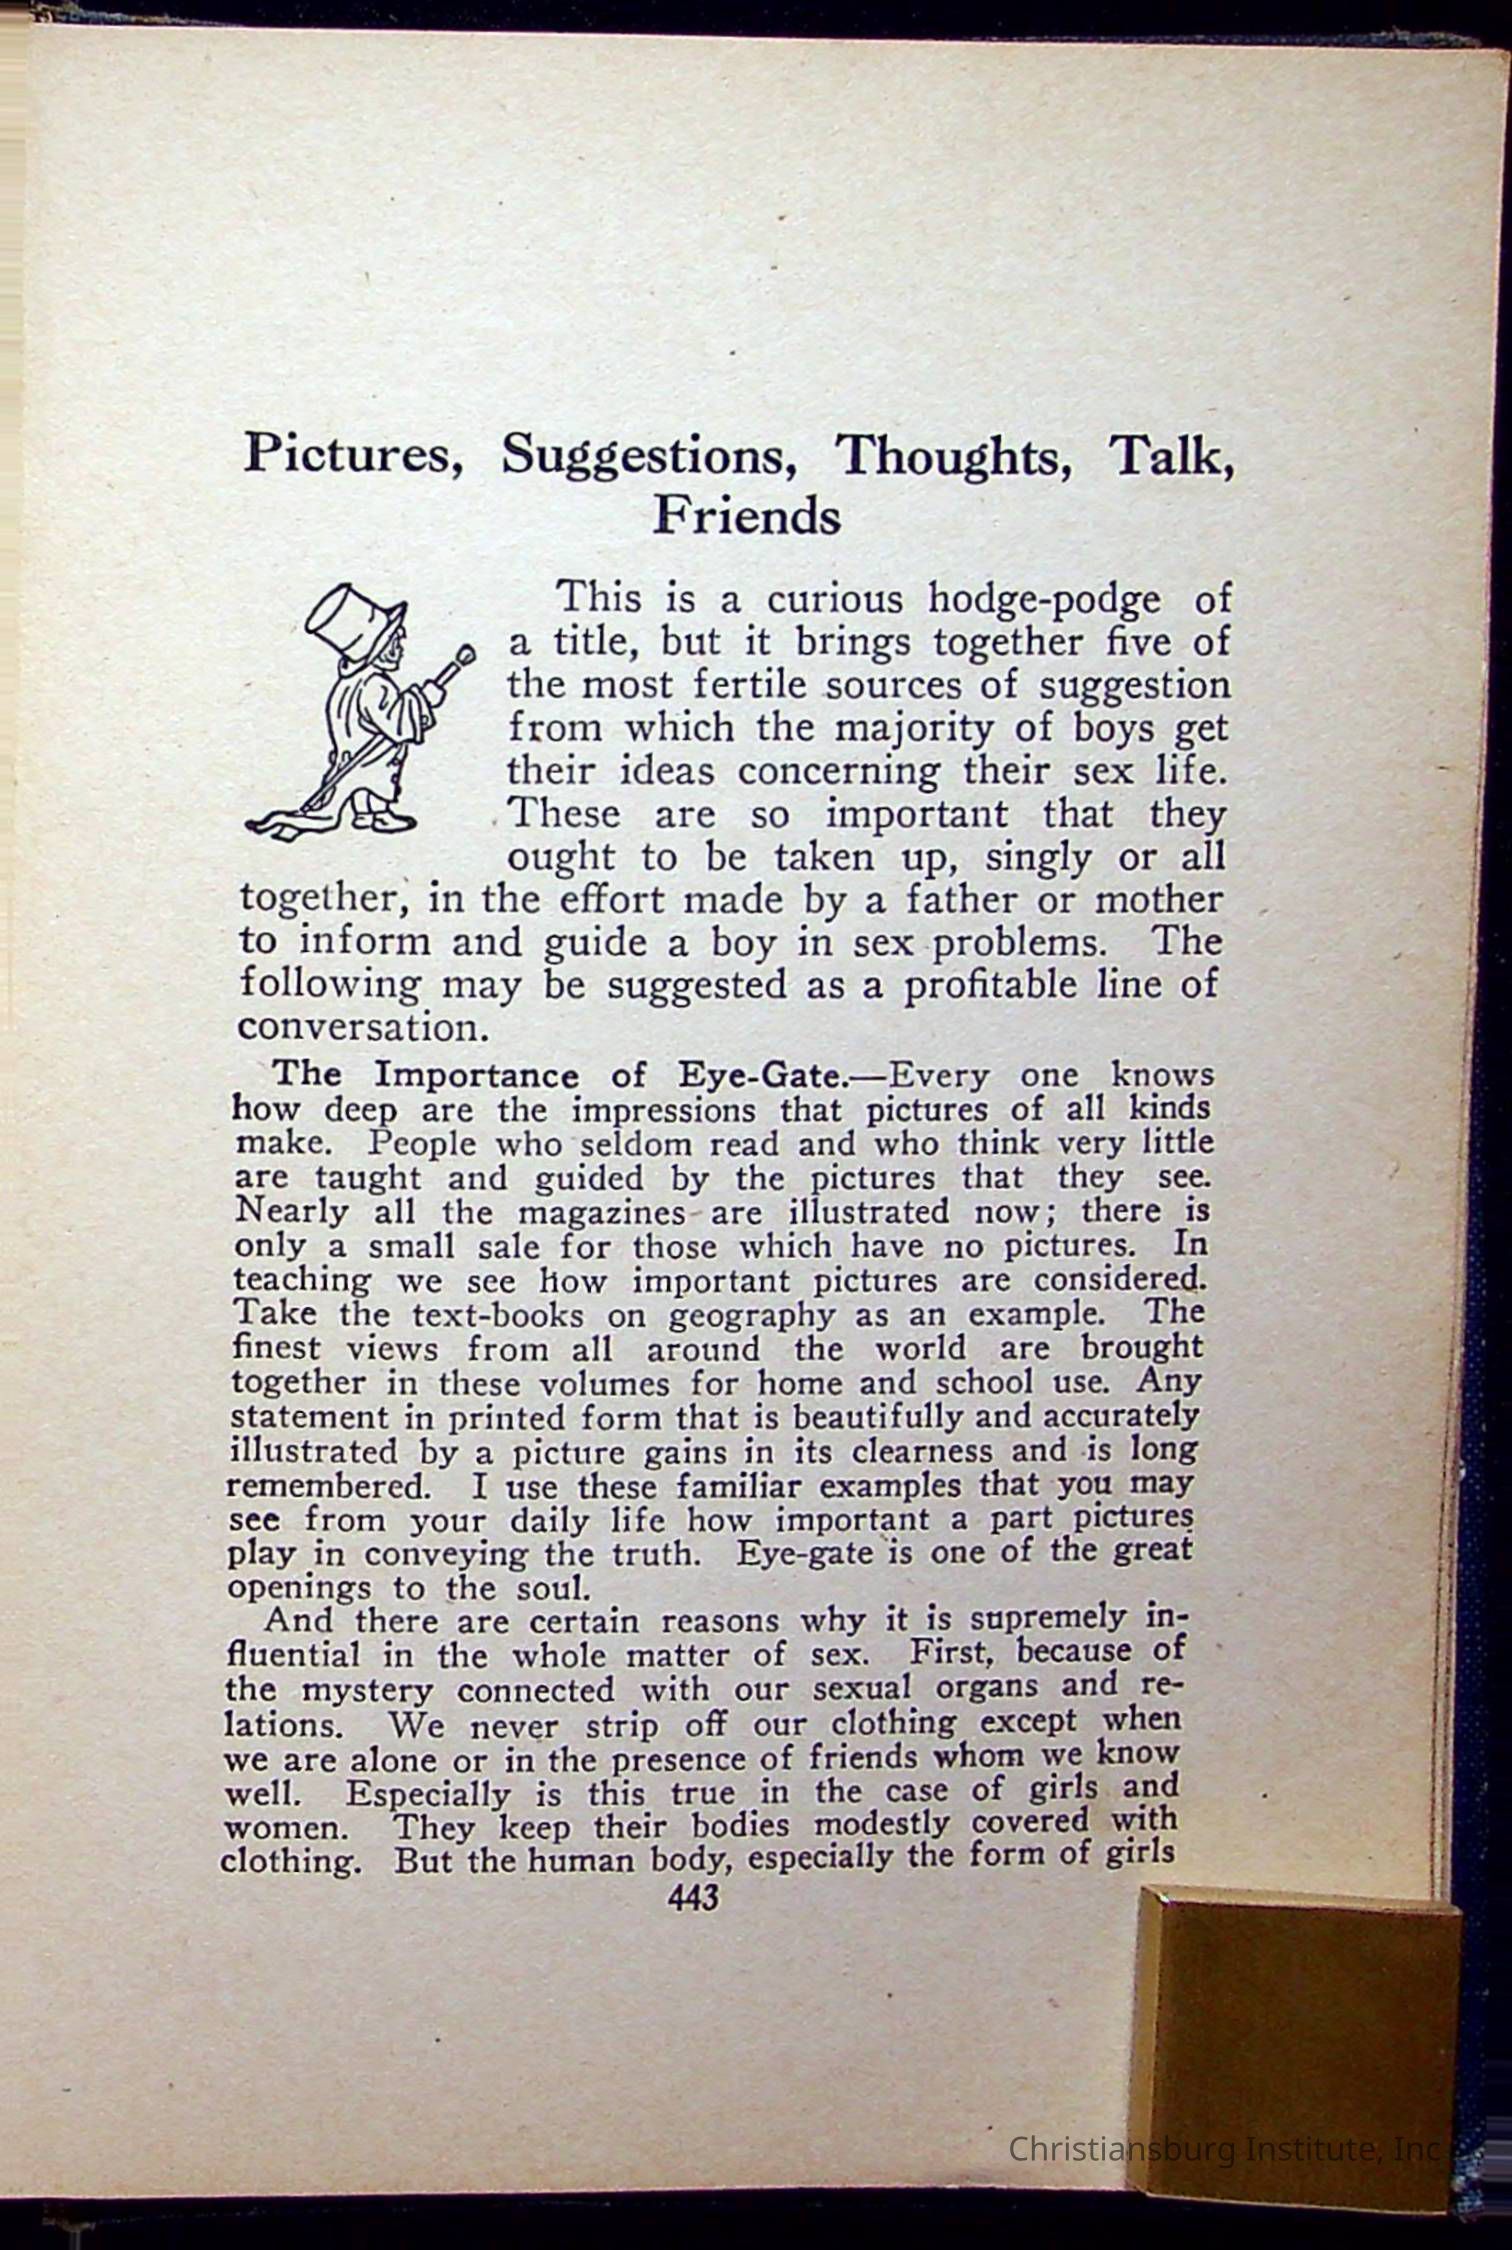 Pictures, Suggestions, Thoughts, Talk,
Friends
This is a curious hodge-podge of
a title, but it brings together five of
the most fertile sources of suggestion
from which the majority of boys get
their ideas concerning their sex life.
These are so important that they
ought to be taken up, singly or all
together, in the effort made by a father or mother
to inform and guide a boy in sex problems. The
following may be suggested as a profitable line of
conversation.
The Importance of Eye-Gate.—Every one knows
how deep are the impressions that pictures of all kinds
make. People who seldom read and who think very little
are taught and guided by the pictures that they see.
Nearly all the magazines are illustrated now; there is
only a small sale for those which have no pictures. In
teaching we see how important pictures are considered.
Take the text-books on geography as an example. The
finest views from all around the world are brought
together in these volumes for home and school use. Any
statement in printed form that is beautifully and accurately
illustrated by a picture gains in its clearness and is long
remembered. I use these familiar examples that you may
see from your daily life how important a part pictures
play in conveying the truth. Eye-gate is one of the great
openings to the soul.
And there are certain reasons why it is supremely in-
fluential in the whole matter of sex. First, because of
the mystery connected with our sexual organs and re-
lations. We never strip off our clothing except when
we are alone or in the presence of friends whom we know
well. Especially is this true in the case of girls and
women. They keep their bodies modestly covered with
clothing. But the human body, especially the form of girls
443
Christiansburg Institute, Inc